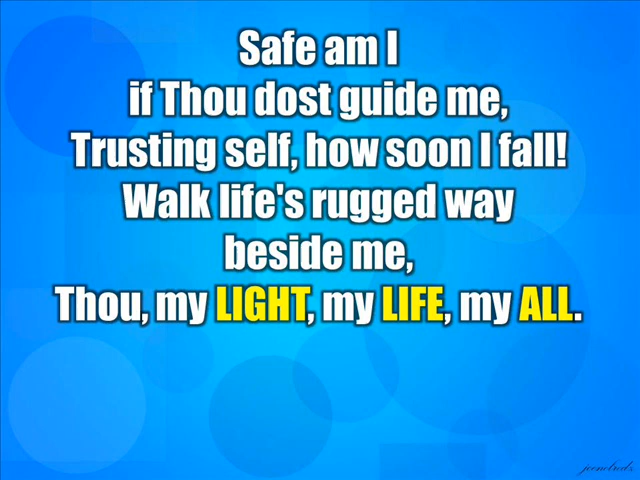 Safe am I
if Thou dost guide me,
Trusting self, how soon I fall!
Walk life's rugged way
beside me,
Thou, my LIGHT, my LIFE, my ALL.